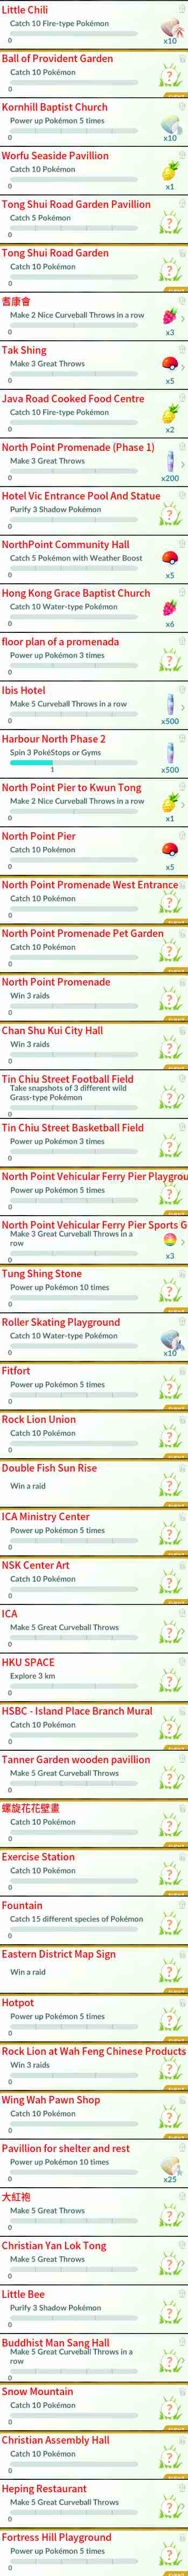 Little Chili
Catch 10 Fire-type Pokémon
0
x10
Ball of Provident Garden
Catch 10 Pokémon
?
0
Kornhill Baptist Church
Power up Pokémon 5 times
0
x10
Worfu Seaside Pavillion
Catch 10 Pokémon
0
x1
Tong Shui Road Garden Pavillion
Catch 5 Pokémon
?
0
Tong Shui Road Garden
Catch 10 Pokémon
?
0
耆康會
Make 2 Nice Curveball Throws in a row
0
x3
Tak Shing
Make 3 Great Throws
0
x5
Java Road Cooked Food Centre
Catch 10 Fire-type Pokémon
0
x2
North Point Promenade (Phase 1)
Make 3 Great Throws
0
x200
Hotel Vic Entrance Pool And Statue
Purify 3 Shadow Pokémon
?
0
NorthPoint Community Hall
Catch 5 Pokémon with Weather Boost
0
x5
Hong Kong Grace Baptist Church
Catch 10 Water-type Pokémon
0
x6
floor plan of a promenada
Power up Pokémon 3 times
?
0
Ibis Hotel
Make 5 Curveball Throws in a row
0
x500
Harbour North Phase 2
Spin 3 PokéStops or Gyms
1
x500
North Point Pier to Kwun Tong
Make 2 Nice Curveball Throws in a row
0
x1
North Point Pier
Catch 10 Pokémon
0
x5
North Point Promenade West Entrance
Catch 10 Pokémon
?
0
North Point Promenade Pet Garden
Catch 10 Pokémon
?
0
North Point Promenade
Win 3 raids
?
0
Chan Shu Kui City Hall
Win 3 raids
?
0
Tin Chiu Street Football Field
Take snapshots of 3 different wild
Grass-type Pokémon
?
0
Tin Chiu Street Basketball Field
Power up Pokémon 3 times
?
0
North Point Vehicular Ferry Pier Playgrou
Power up Pokémon 5 times
?
0
North Point Vehicular Ferry Pier Sports G
Make 3 Great Curveball Throws in a
row
0
x3
Tung Shing Stone
Power up Pokémon 10 times
?
0
Roller Skating Playground
Catch 10 Water-type Pokémon
0
x10
Fitfort
Power up Pokémon 5 times
?
0
Rock Lion Union
Catch 10 Pokémon
?
0
Double Fish Sun Rise
Win a raid
?
ICA Ministry Center
Power up Pokémon 5 times
?
0
NSK Center Art
Catch 10 Pokémon
?
0
ICA
Make 5 Great Curveball Throws
?
0
HKU SPACE
Explore 3 km
?
0
HSBC - Island Place Branch Mural
Catch 10 Pokémon
?
0
Tanner Garden wooden pavillion
Make 5 Great Curveball Throws
?
0
螺旋花花壁畫
Catch 10 Pokémon
?
0
Exercise Station
Catch 10 Pokémon
?
0
Fountain
Catch 15 different species of Pokémon
?
0
Eastern District Map Sign
Win a raid
?
Hotpot
Power up Pokémon 5 times
?
0
Rock Lion at Wah Feng Chinese Products
Win 3 raids
?
0
Wing Wah Pawn Shop
Catch 10 Pokémon
?
0
Pavillion for shelter and rest
Power up Pokémon 10 times
0
x25
大紅袍
Make 5 Great Throws
?
0
Christian Yan Lok Tong
Make 5 Great Throws
?
0
Little Bee
Purify 3 Shadow Pokémon
?
0
Buddhist Man Sang Hall
Make 5 Great Curveball Throws in a
row
?
0
Snow Mountain
Catch 10 Pokémon
?
0
Christian Assembly Hall
Catch 10 Pokémon
?
0
Heping Restaurant
Make 5 Great Curveball Throws
?
0
Fortress Hill Playground
Power up Pokémon 5 times
?
0